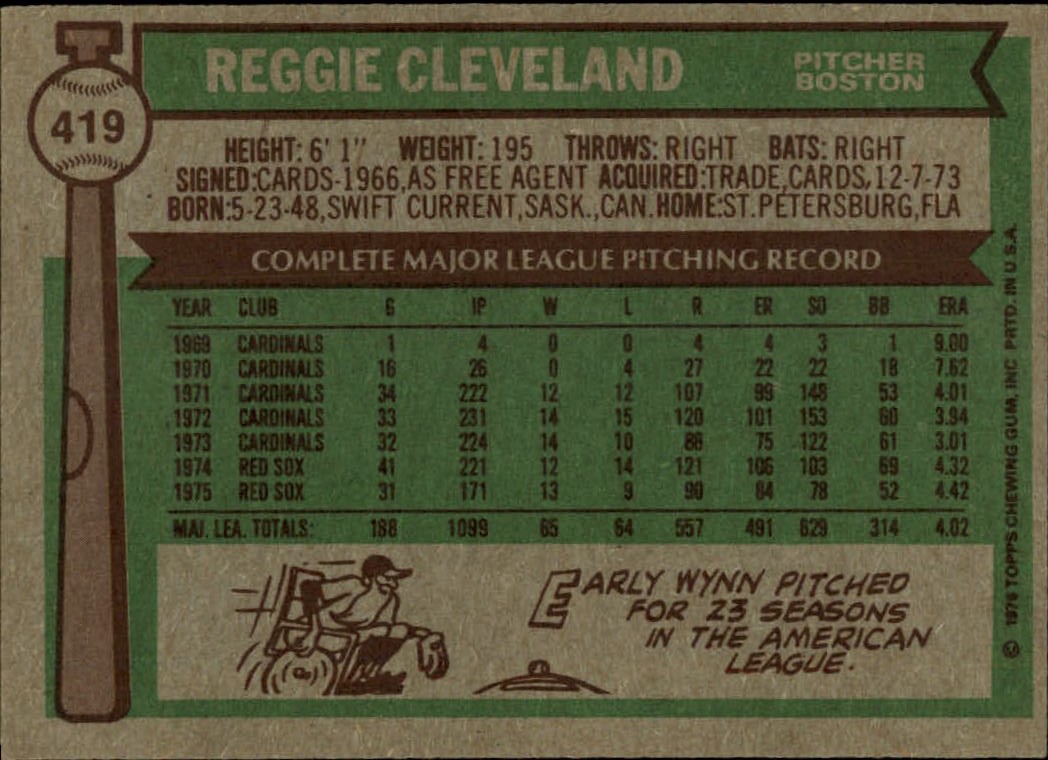 REGGIE CLEVELAND
PITCHER
BOSTON
419
HEIGHT: 6' 1" WEIGHT: 195 THROWS: RIGHT BATS: RIGHT
SIGNED:CARDS-1966,AS FREE AGENT ACQUIRED:TRADE,CARDS,12-7-73
BORN:5-23-48,SWIFT CURRENT,SASK.,CAN. HOME:ST.PETERSBURG,FLA
COMPLETE MAJOR LEAGUE PITCHING RECORD
YEAR CLUB G IP W L R ER SO BB ERA
1969 CARDINALS 1 4 0 0 4 4 3 1 9.00
1970 CARDINALS 16 26 0 4 27 22 22 18 7.62
1971 CARDINALS 34 222 12 12 107 99 148 53 4.01
1972 CARDINALS 33 231 14 15 120 101 153 60 3.94
1973 CARDINALS 32 224 14 10 86 75 122 61 3.01
1974 RED SOX 41 221 12 14 121 106 103 69 4.32
1975 RED SOX 31 171 13 9 90 84 78 52 4.42
MAJ. LEA. TOTALS: 188 1099 65 64 557 491 629 314 4.02
EARLY WYNN PITCHED
FOR 23 SEASONS
IN THE AMERICAN
LEAGUE.
© 1976 TOPPS CHEWING GUM, INC PRTD. IN U.S.A.